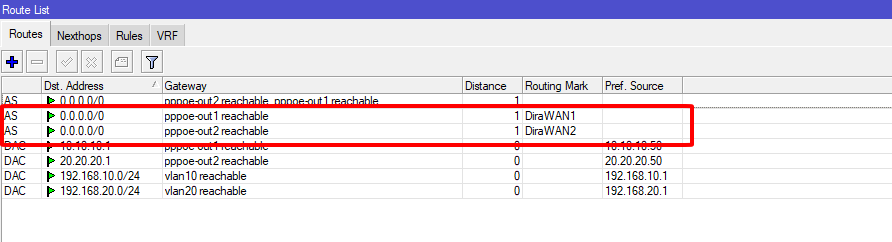 Route List
Routes Nexthops Rules VRF
Dst. Address Gateway Distance Routing Mark Pref. Source
AS 0.0.0.0/0 pppoe-out2 reachable, pppoe-out1 reachable 1
AS 0.0.0.0/0 pppoe-out1 reachable 1 DiraWAN1
AS 0.0.0.0/0 pppoe-out2 reachable 1 DiraWAN2
DAC 10.10.10.1 pppoe-out1 reachable 0 10.10.10.50
DAC 20.20.20.1 pppoe-out2 reachable 0 20.20.20.50
DAC 192.168.10.0/24 vlan10 reachable 0 192.168.10.1
DAC 192.168.20.0/24 vlan20 reachable 0 192.168.20.1